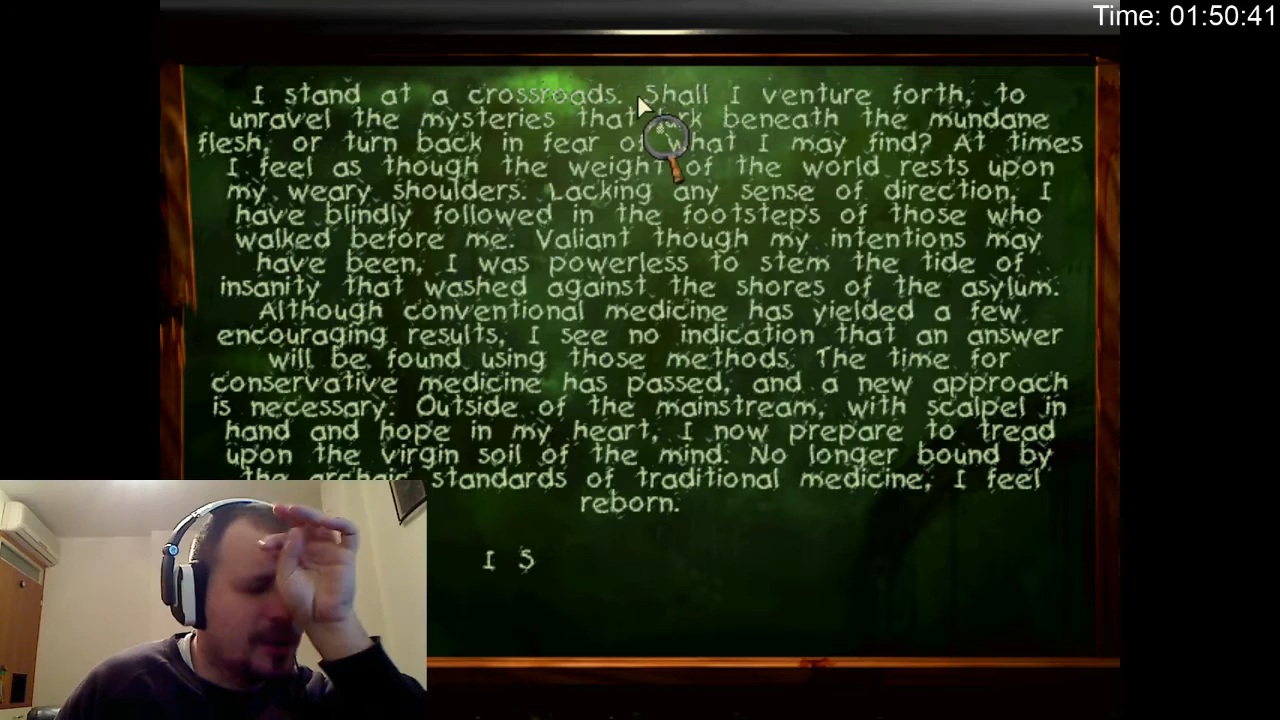 Time: 01:50:41
I stand at a crossroads. Shall I venture forth, to
unravel the mysteries that lurk beneath the mundane
flesh, or turn back in fear of what I may find? At times
I feel as though the weight of the world rests upon
my weary shoulders. Lacking any sense of direction, I
have blindly followed in the footsteps of those who
walked before me. Valiant though my intentions may
have been, I was powerless to stem the tide of
insanity that washed against the shores of the asylum.
Although conventional medicine has yielded a few
encouraging results, I see no indication that an answer
will be found using those methods. The time for
conservative medicine has passed, and a new approach
is necessary. Outside of the mainstream, with scalpel in
hand and hope in my heart, I now prepare to tread
upon the virgin soil of the mind. No longer bound by
the archaic standards of traditional medicine, I feel
reborn.
I S